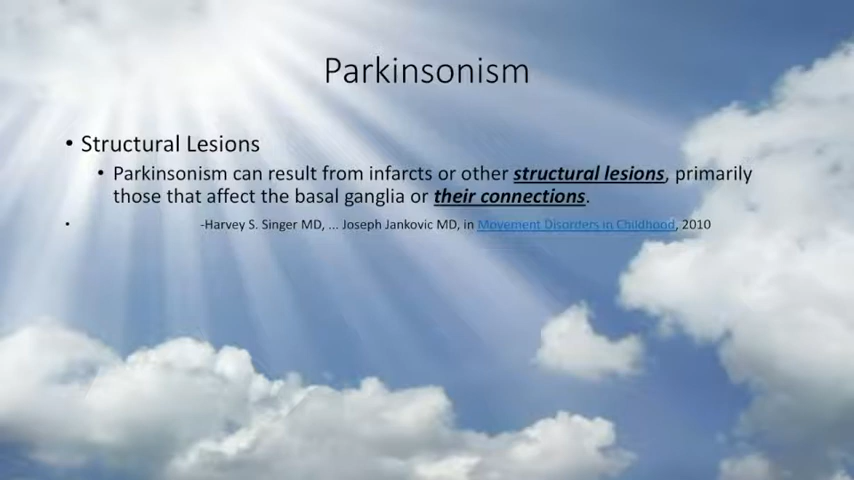 Parkinsonism
• Structural Lesions
• Parkinsonism can result from infarcts or other structural lesions, primarily
those that affect the basal ganglia or their connections.
• -Harvey S. Singer MD, ... Joseph Jankovic MD, in Movement Disorders in Childhood, 2010